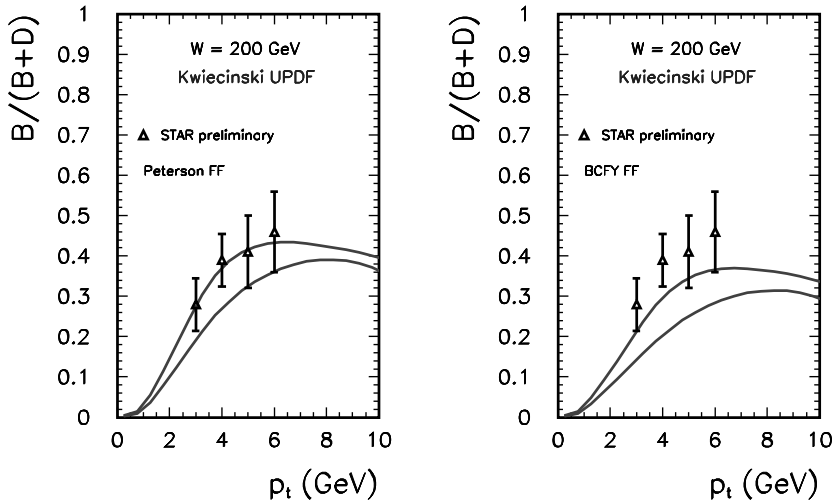 B/(B+D)
1
0.9
0.8
0.7
0.6
0.5
0.4
0.3
0.2
0.1
0
W = 200 GeV
Kwiecinski UPDF
STAR preliminary
Peterson FF
0 2 4 6 8 10
pt (GeV)
B/(B+D)
1
0.9
0.8
0.7
0.6
0.5
0.4
0.3
0.2
0.1
0
W = 200 GeV
Kwiecinski UPDF
STAR preliminary
BCFY FF
0 2 4 6 8 10
pt (GeV)